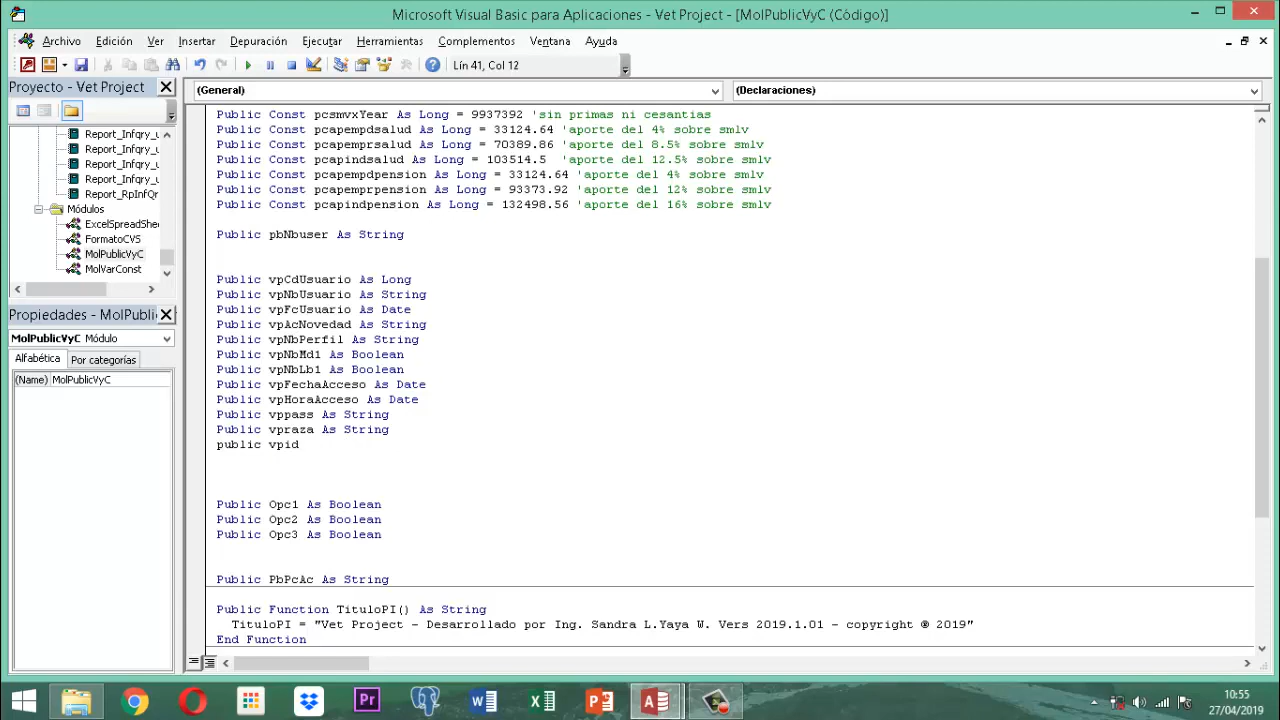 Microsoft Visual Basic para Aplicaciones - Vet Project - [MolPublicVyC (Código)]
Archivo Edición Ver Insertar Depuración Ejecutar Herramientas Complementos Ventana Ayuda
Lín 41, Col 12
Proyecto - Vet Project
(General)
(Declaraciones)
Report_Infqry_
Report_Infqry_
Report_Infqry_
Report_Infqry_
Report_RpInfQr
Módulos
ExcelSpreadShe
FormatoCVS
MolPublicVyC
MolVarConst
Propiedades - MolPubli
MolPublicVyC Módulo
Alfabética Por categorías
(Name) MolPublicVyC
Public Const pcsmvxYear As Long = 9937392 'sin primas ni cesantias
Public Const pcapempdsalud As Long = 33124.64 'aporte del 4% sobre smlv
Public Const pcapemprsalud As Long = 70389.86 'aporte del 8.5% sobre smlv
Public Const pcapindsalud As Long = 103514.5 'aporte del 12.5% sobre smlv
Public Const pcapempdpension As Long = 33124.64 'aporte del 4% sobre smlv
Public Const pcapemprpension As Long = 93373.92 'aporte del 12% sobre smlv
Public Const pcapindpension As Long = 132498.56 'aporte del 16% sobre smlv
Public pbNbuser As String
Public vpCdUsuario As Long
Public vpNbUsuario As String
Public vpFcUsuario As Date
Public vpAcNovedad As String
Public vpNbPerfil As String
Public vpNbMd1 As Boolean
Public vpNbLb1 As Boolean
Public vpFechaAcceso As Date
Public vpHoraAcceso As Date
Public vppass As String
Public vpraza As String
public vpid
Public Opc1 As Boolean
Public Opc2 As Boolean
Public Opc3 As Boolean
Public PbPcAc As String
Public Function TituloPI() As String
TituloPI = "Vet Project - Desarrollado por Ing. Sandra L.Yaya W. Vers 2019.1.01 - copyright ® 2019"
End Function
10:55
27/04/2019